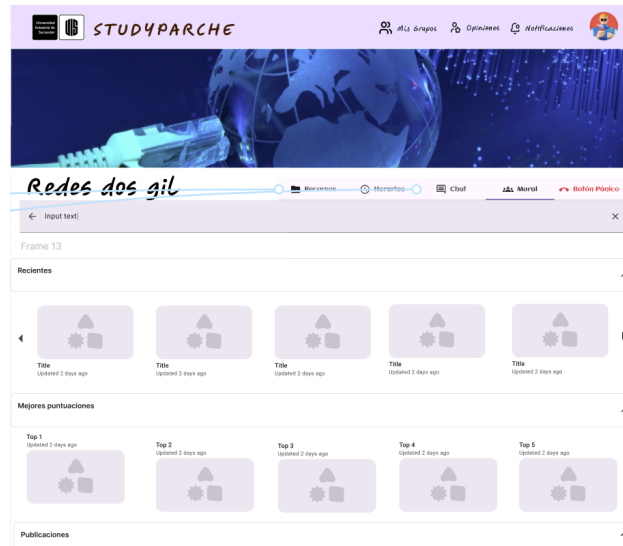 Universidad
Industrial de
Santander
STUDYPARCHE
Mis Grupos
Opiniones
Notificaciones
Redes dos gil
Recursos
Horarios
Chat
Moral
Botón Pánico
Input text
Frame 13
Recientes
Title
Updated 2 days ago
Title
Updated 2 days ago
Title
Updated 2 days ago
Title
Updated 2 days ago
Title
Updated 2 days ago
Mejores puntuaciones
Top 1
Updated 2 days ago
Top 2
Updated 2 days ago
Top 3
Updated 2 days ago
Top 4
Updated 2 days ago
Top 5
Updated 2 days ago
Publicaciones